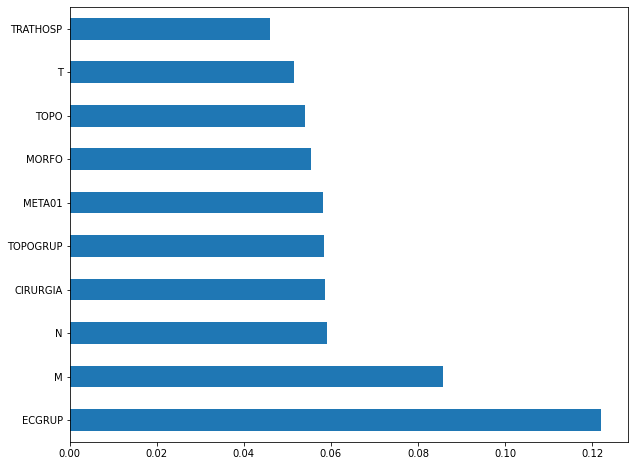 TRATHOSP
T
TOPO
MORFO
META01
TOPOGRUP
CIRURGIA
N
M
ECGRUP
0.00 0.02 0.04 0.06 0.08 0.10 0.12